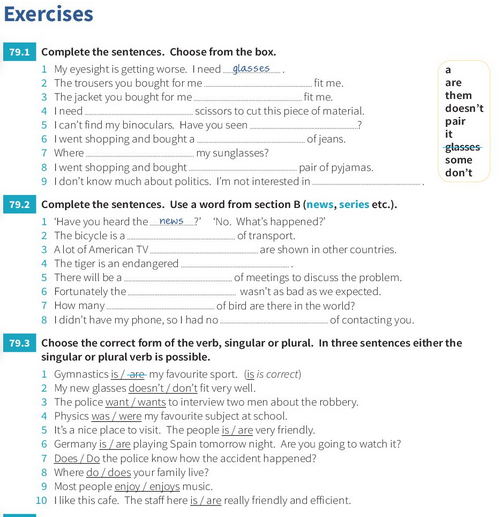 Exercises
79.1 Complete the sentences. Choose from the box.
1 My eyesight is getting worse. I need glasses .
2 The trousers you bought for me ______ fit me.
3 The jacket you bought for me ______ fit me.
4 I need ______ scissors to cut this piece of material.
5 I can't find my binoculars. Have you seen ______ ?
6 I went shopping and bought a ______ of jeans.
7 Where ______ my sunglasses?
8 I went shopping and bought ______ pair of pyjamas.
9 I don't know much about politics. I'm not interested in ______ .
a
are
them
doesn't
pair
it
glasses
some
don't
79.2 Complete the sentences. Use a word from section B (news, series etc.).
1 'Have you heard the news ?' 'No. What's happened?'
2 The bicycle is a ______ of transport.
3 A lot of American TV ______ are shown in other countries.
4 The tiger is an endangered ______ .
5 There will be a ______ of meetings to discuss the problem.
6 Fortunately the ______ wasn't as bad as we expected.
7 How many ______ of bird are there in the world?
8 I didn't have my phone, so I had no ______ of contacting you.
79.3 Choose the correct form of the verb, singular or plural. In three sentences either the
singular or plural verb is possible.
1 Gymnastics is / are my favourite sport. (is is correct)
2 My new glasses doesn't / don't fit very well.
3 The police want / wants to interview two men about the robbery.
4 Physics was / were my favourite subject at school.
5 It's a nice place to visit. The people is / are very friendly.
6 Germany is / are playing Spain tomorrow night. Are you going to watch it?
7 Does / Do the police know how the accident happened?
8 Where do / does your family live?
9 Most people enjoy / enjoys music.
10 I like this cafe. The staff here is / are really friendly and efficient.